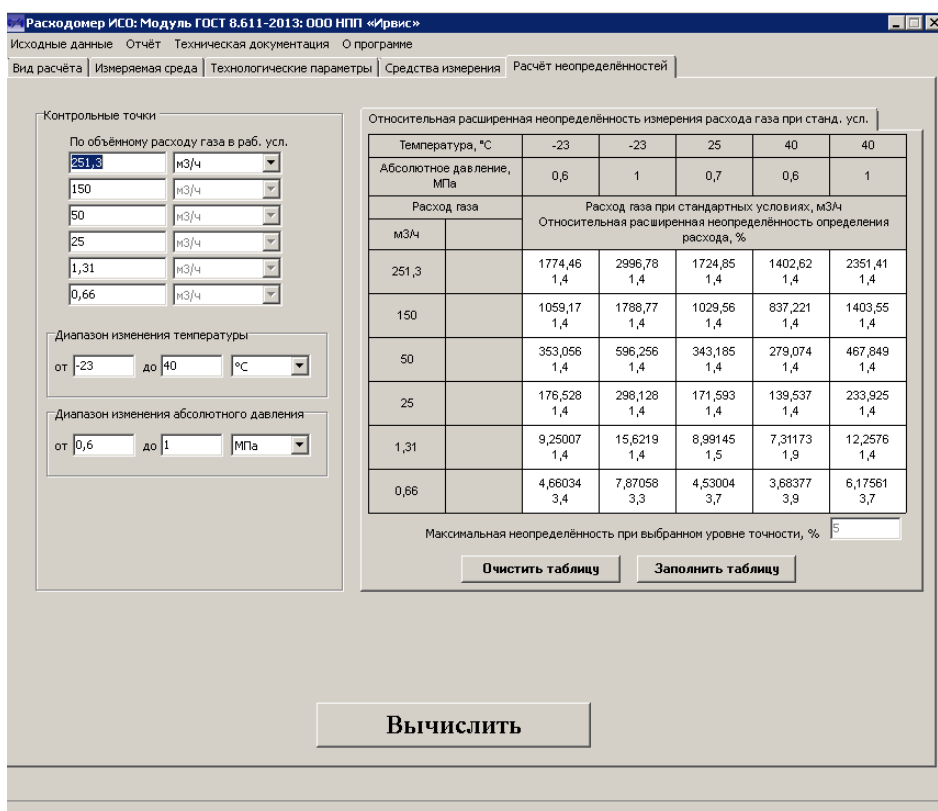 Расходомер ИСО: Модуль ГОСТ 8.611-2013: ООО НПП «Ирвис»
Исходные данные Отчёт Техническая документация О программе
Вид расчёта Измеряемая среда Технологические параметры Средства измерения Расчёт неопределённостей
Контрольные точки
По объёмному расходу газа в раб. усл.
251,3 м3/ч
150 м3/ч
50 м3/ч
25 м3/ч
1,31 м3/ч
0,66 м3/ч
Диапазон изменения температуры
от -23 до 40 °C
Диапазон изменения абсолютного давления
от 0,6 до 1 МПа
Относительная расширенная неопределённость измерения расхода газа при станд. усл.
Температура, °C -23 -23 25 40 40
Абсолютное давление,
МПа 0,6 1 0,7 0,6 1
Расход газа
м3/ч
Расход газа при стандартных условиях, м3/ч
Относительная расширенная неопределённость определения
расхода, %
251,3 1774,46 2996,78 1724,85 1402,62 2351,41
1,4 1,4 1,4 1,4 1,4
150 1059,17 1788,77 1029,56 837,221 1403,55
1,4 1,4 1,4 1,4 1,4
50 353,056 596,256 343,185 279,074 467,849
1,4 1,4 1,4 1,4 1,4
25 176,528 298,128 171,593 139,537 233,925
1,4 1,4 1,4 1,4 1,4
1,31 9,25007 15,6219 8,99145 7,31173 12,2576
1,4 1,4 1,5 1,9 1,4
0,66 4,66034 7,87058 4,53004 3,68377 6,17561
3,4 3,3 3,7 3,9 3,7
Максимальная неопределённость при выбранном уровне точности, % 5
Очистить таблицу Заполнить таблицу
Вычислить